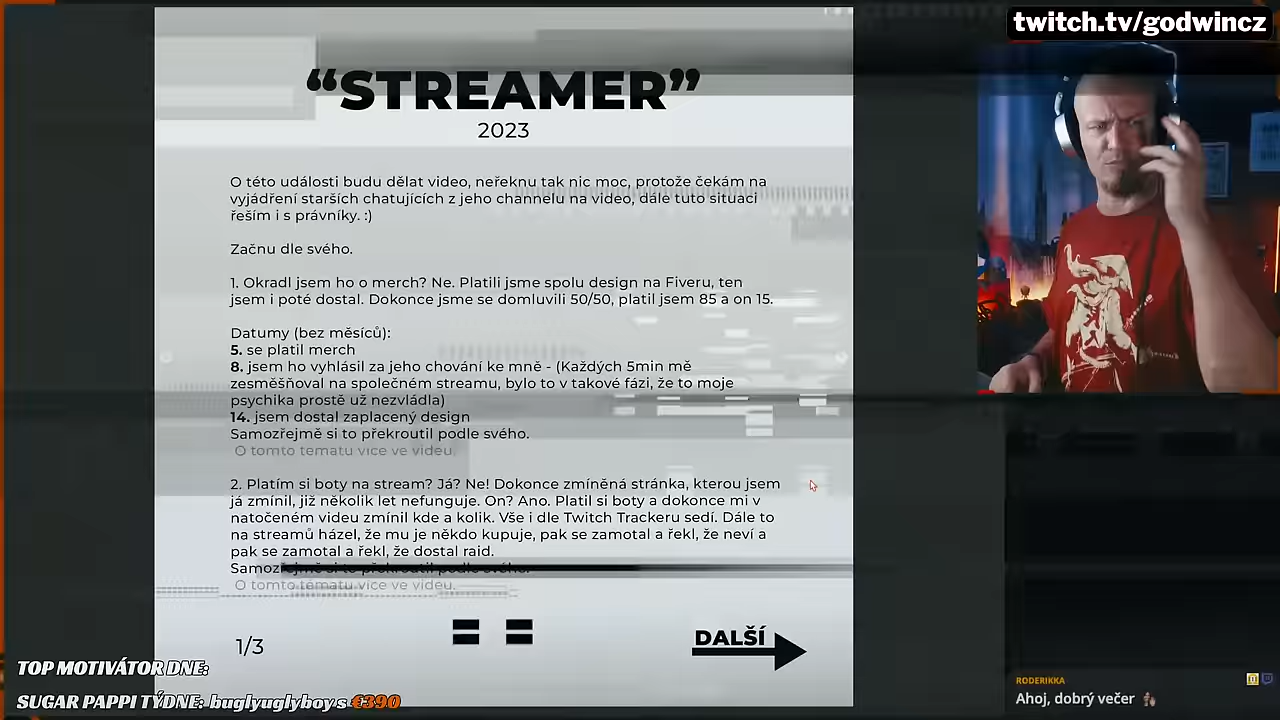 twitch.tv/godwincz
“STREAMER”
2023
O této události budu dělat video, neřeknu tak nic moc, protože čekám na
vyjádření starších chatujících z jeho channelu na video, dále tuto situaci
řeším i s právníky. :)
Začnu dle svého.
1. Okradl jsem ho o merch? Ne. Platili jsme spolu design na Fiveru, ten
jsem i poté dostal. Dokonce jsme se domluvili 50/50, platil jsem 85 a on 15.
Datumy (bez měsíců):
5. se platil merch
8. jsem ho vyhlásil za jeho chování ke mně - (Každých 5min mě
zesměšňoval na společném streamu, bylo to v takové fázi, že to moje
psychika prostě už nezvládla)
14. jsem dostal zaplacený design
Samozřejmě si to překroutil podle svého.
O tomto tématu více ve videu.
2. Platím si boty na stream? Já? Ne! Dokonce zmíněná stránka, kterou jsem
já zmínil, již několik let nefunguje. On? Ano. Platil si boty a dokonce mi v
natočeném videu zmínil kde a kolik. Vše i dle Twitch Trackeru sedí. Dále to
na streamů házel, že mu je někdo kupuje, pak se zamotal a řekl, že neví a
pak se zamotal a řekl, že dostal raid.
Samozřejmě si to překroutil podle svého.
O tomto tématu více ve videu.
1/3
DALŠÍ
TOP MOTIVÁTOR DNE:
SUGAR PAPPI TÝDNE: buglyuglyboy's €390
RODERIKKA
Ahoj, dobrý večer